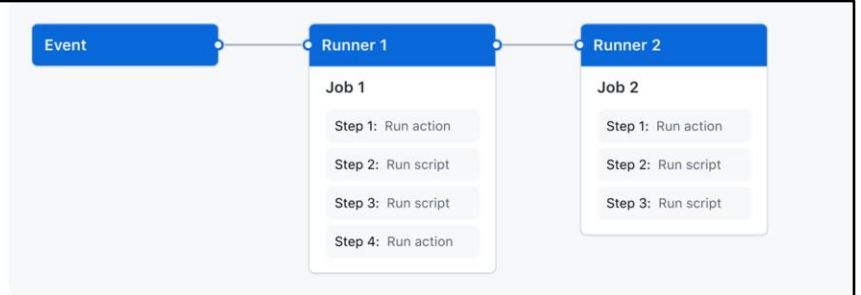 Event
Runner 1
Job 1
Step 1: Run action
Step 2: Run script
Step 3: Run script
Step 4: Run action
Runner 2
Job 2
Step 1: Run action
Step 2: Run script
Step 3: Run script